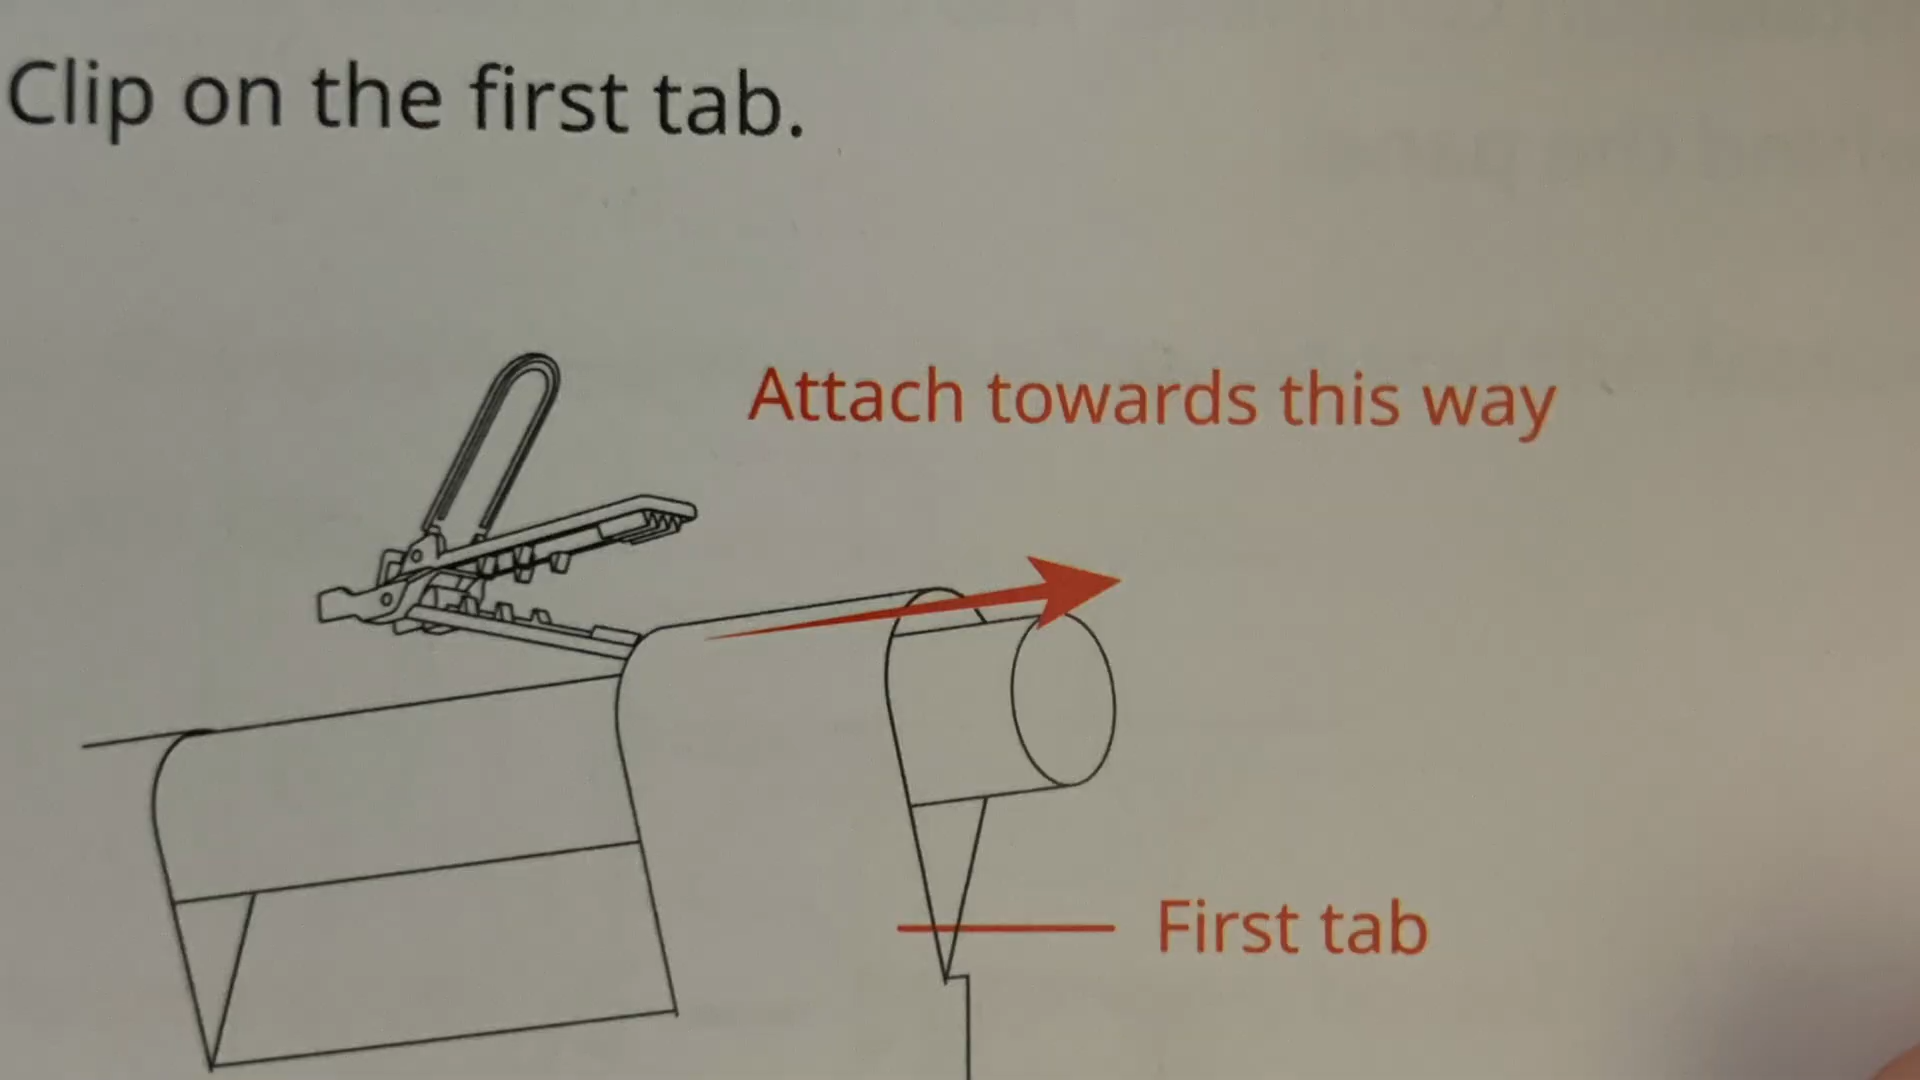 Clip on the first tab.
Attach towards this way
First tab